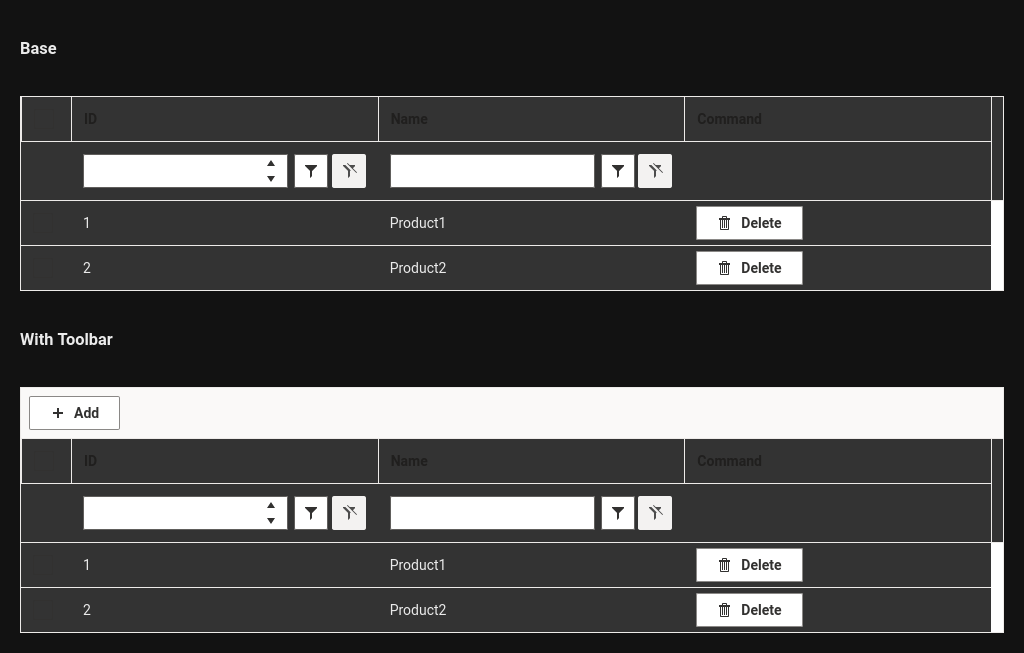 Base
ID Name Command
1 Product1 Delete
2 Product2 Delete
With Toolbar
Add
ID Name Command
1 Product1 Delete
2 Product2 Delete